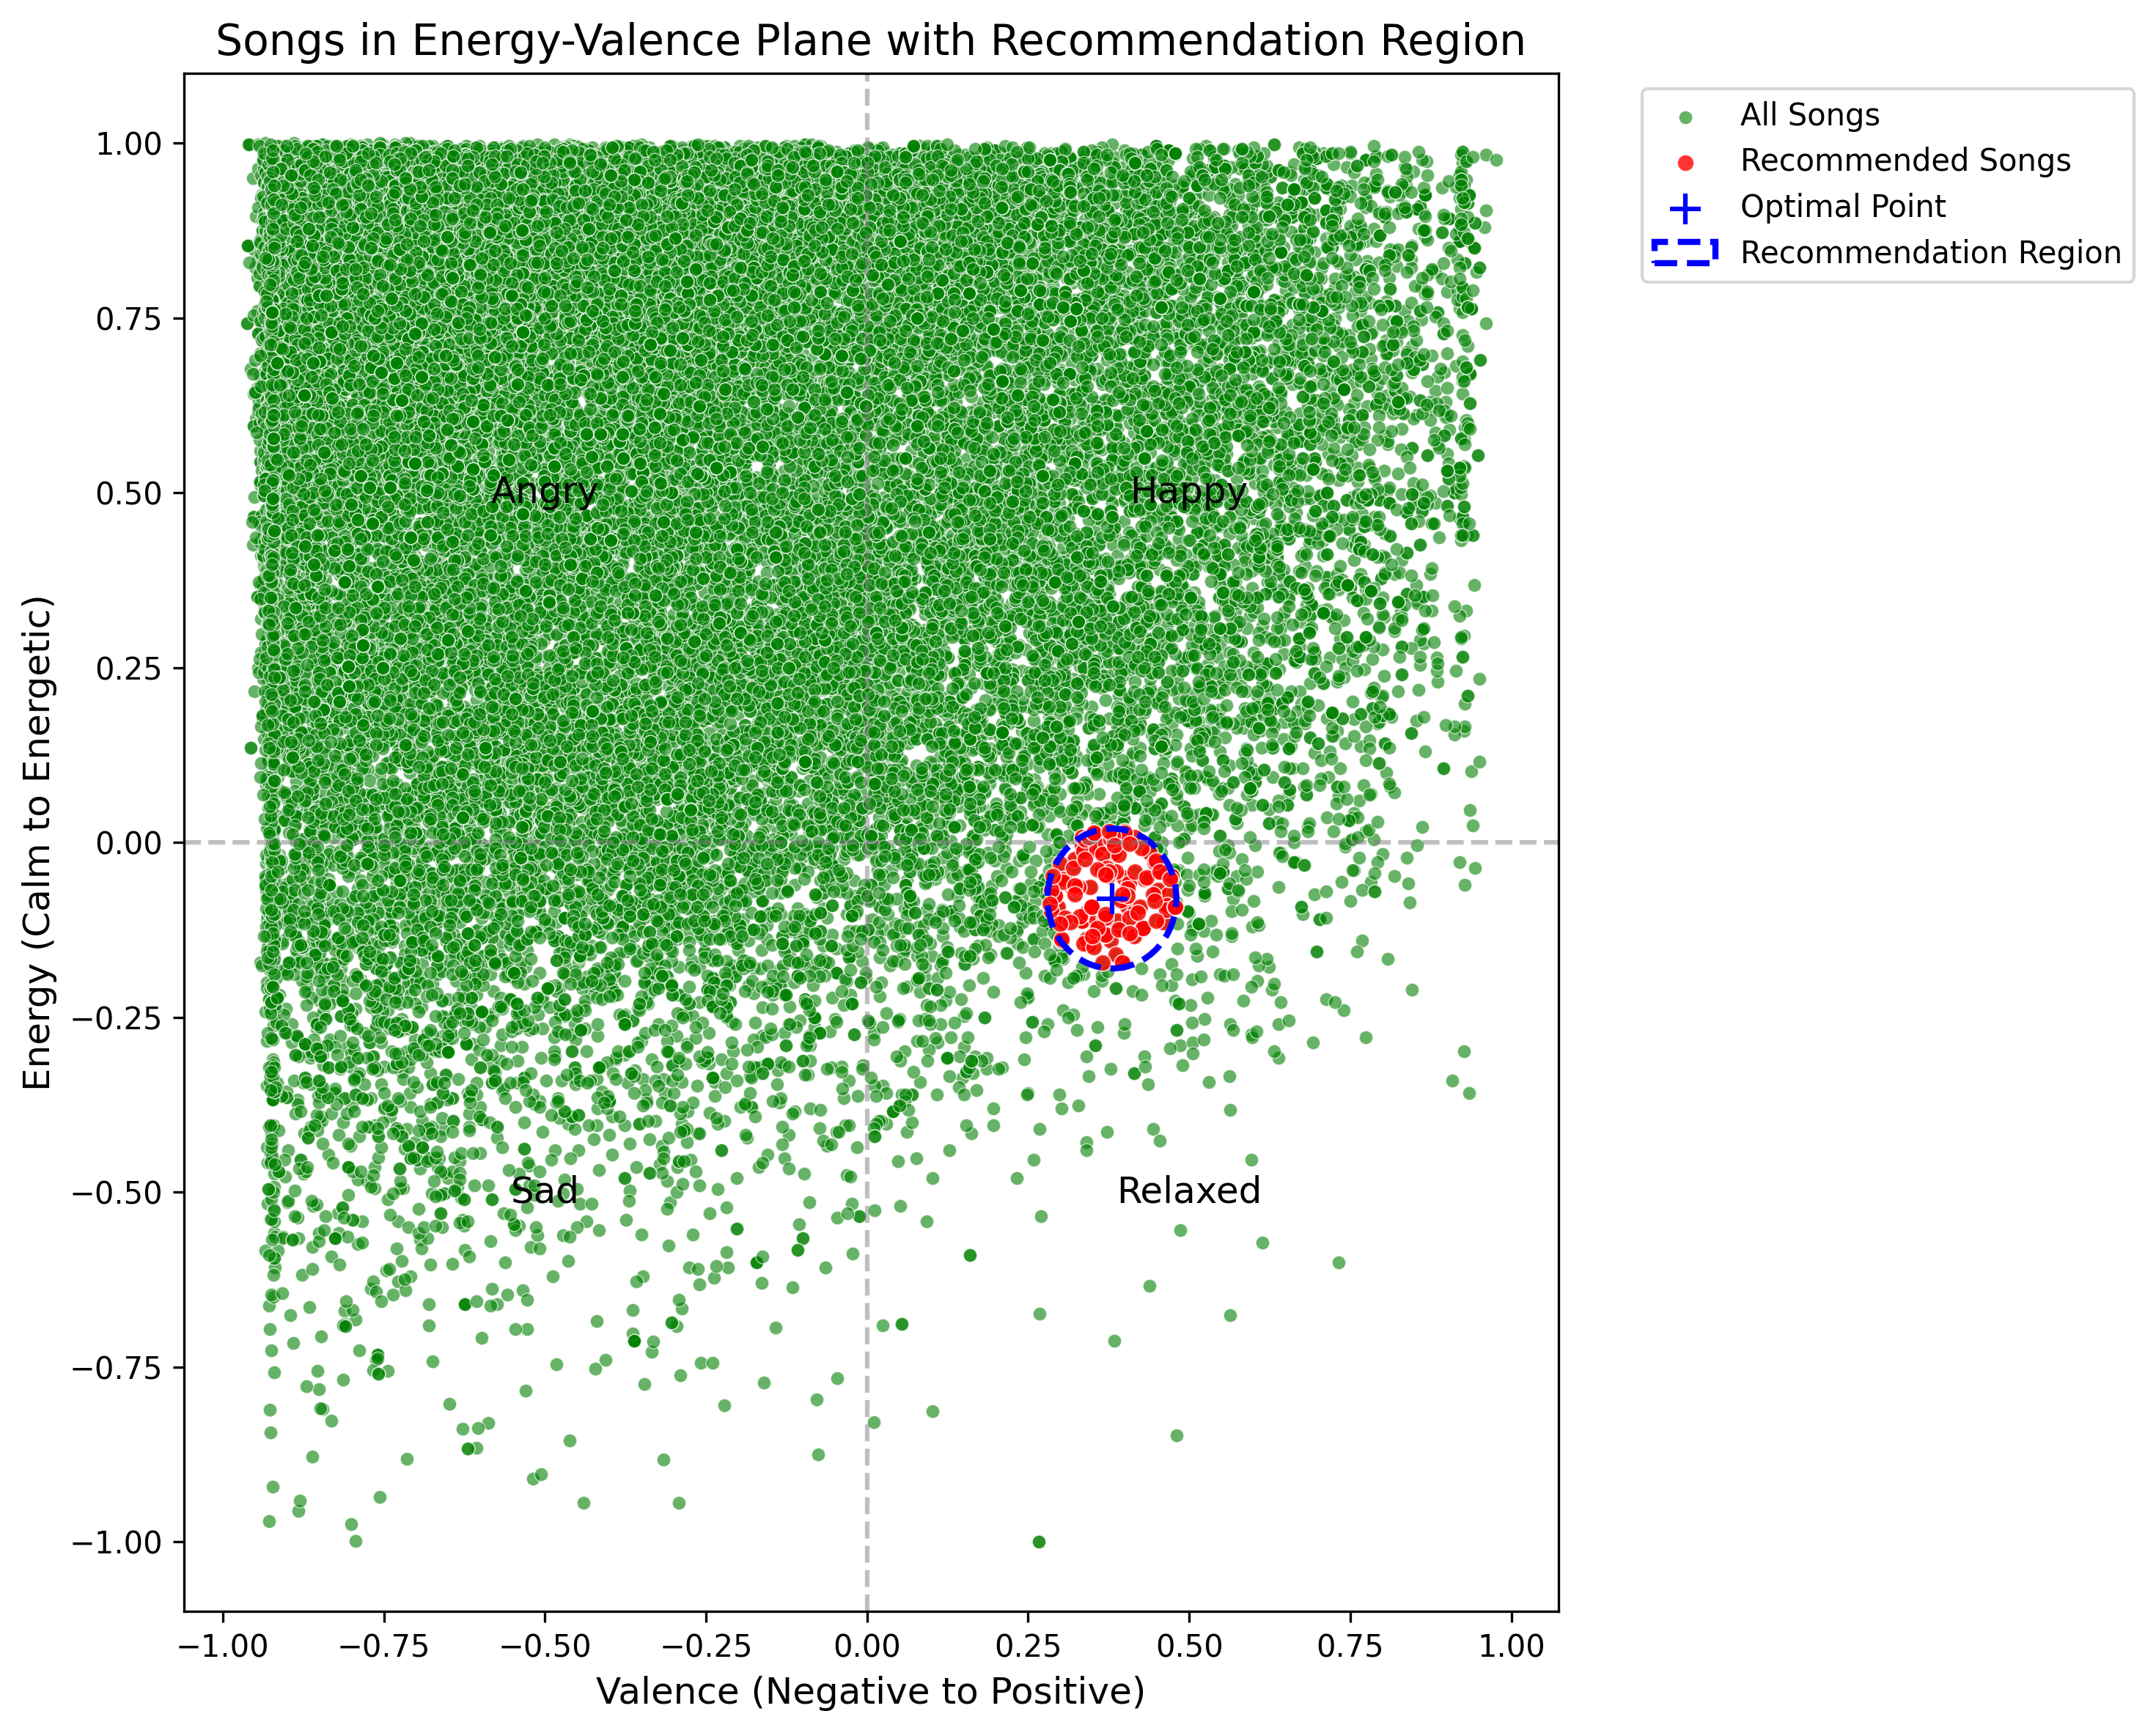 Songs in Energy-Valence Plane with Recommendation Region
All Songs
Recommended Songs
Optimal Point
Recommendation Region
1.00
0.75
0.50
0.25
0.00
−0.25
−0.50
−0.75
−1.00
Energy (Calm to Energetic)
Angry
Happy
Sad
Relaxed
−1.00
−0.75
−0.50
−0.25
0.00
0.25
0.50
0.75
1.00
Valence (Negative to Positive)